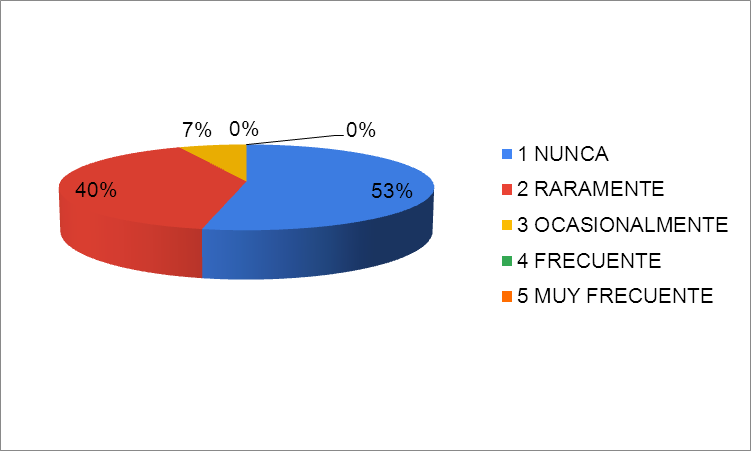 7% 0% 0%
40% 53%
1 NUNCA
2 RARAMENTE
3 OCASIONALMENTE
4 FRECUENTE
5 MUY FRECUENTE